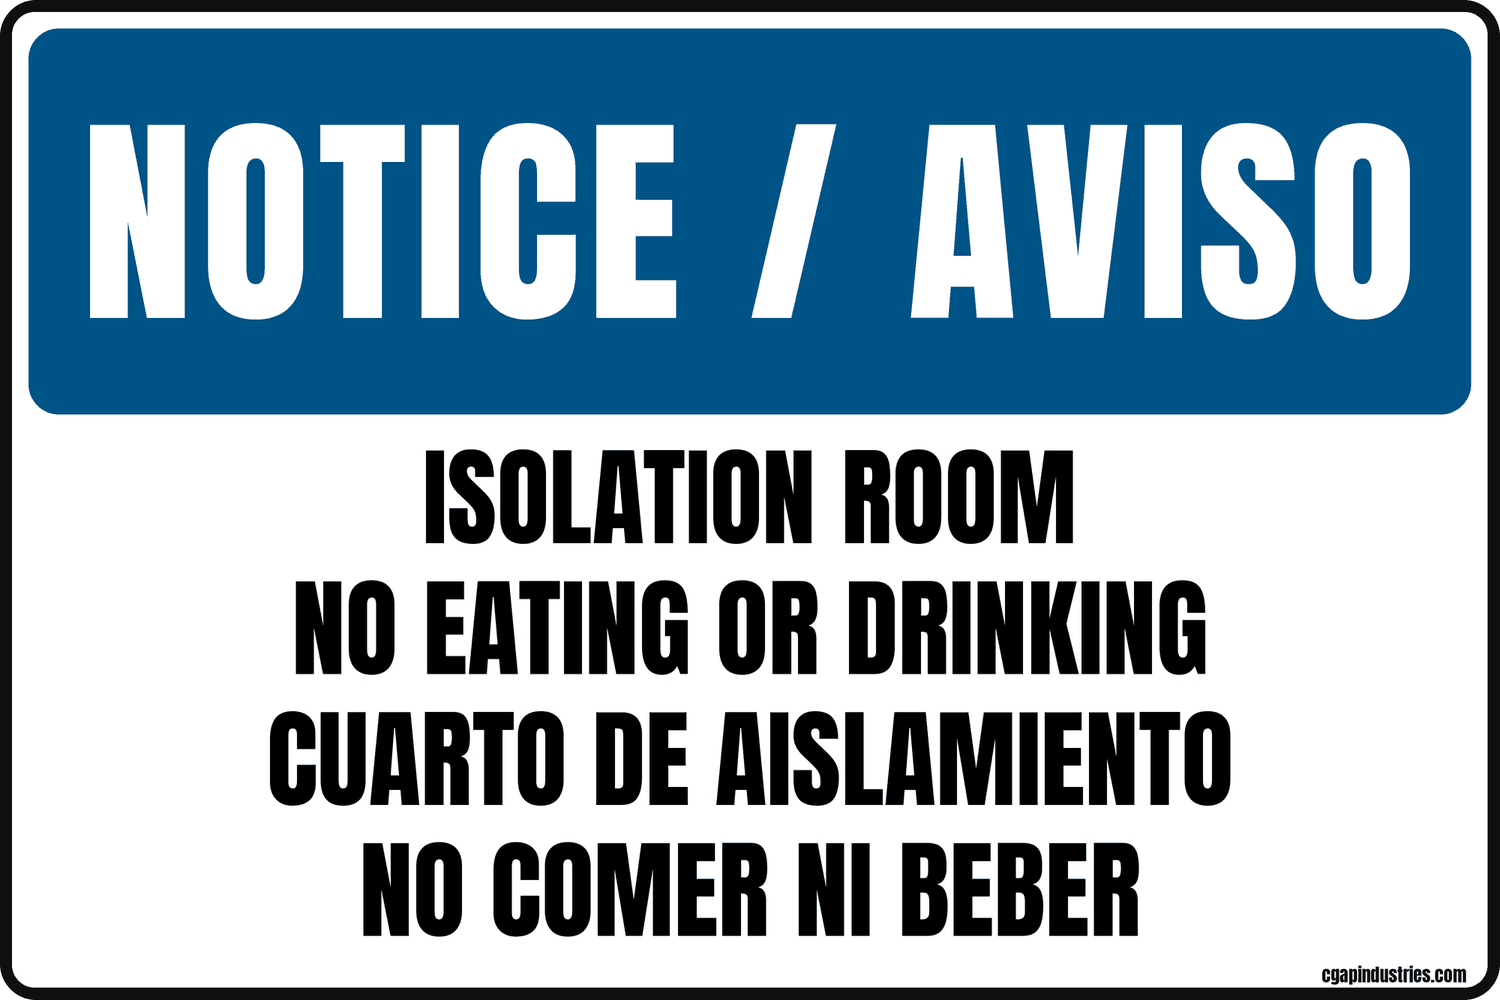 NOTICE / AVISO
ISOLATION ROOM
NO EATING OR DRINKING
CUARTO DE AISLAMIENTO
NO COMER NI BEBER
cgapindustries.com